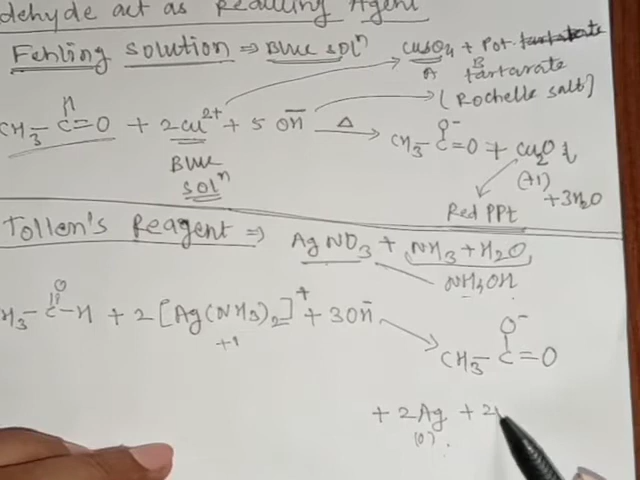 dehyde act as Reducing Agent
Fehling solution ⇒ Blue solⁿ CuSO₄ + Pot.
A B tartarate
(Rochelle salt)
H O⁻
CH₃-C=O + 2Cu²⁺ + 5 OH⁻ Δ→ CH₃-C=O + Cu₂O ↓
Blue (+1) + 3H₂O
solⁿ Red PPt
Tollen's Reagent ⇒ AgNO₃ + NH₃ + H₂O
NH₄OH
O O⁻
H₃-C-H + 2[Ag(NH₃)₂]⁺ + 3OH⁻ → CH₃-C=O
+1
+ 2Ag + 2
(0)